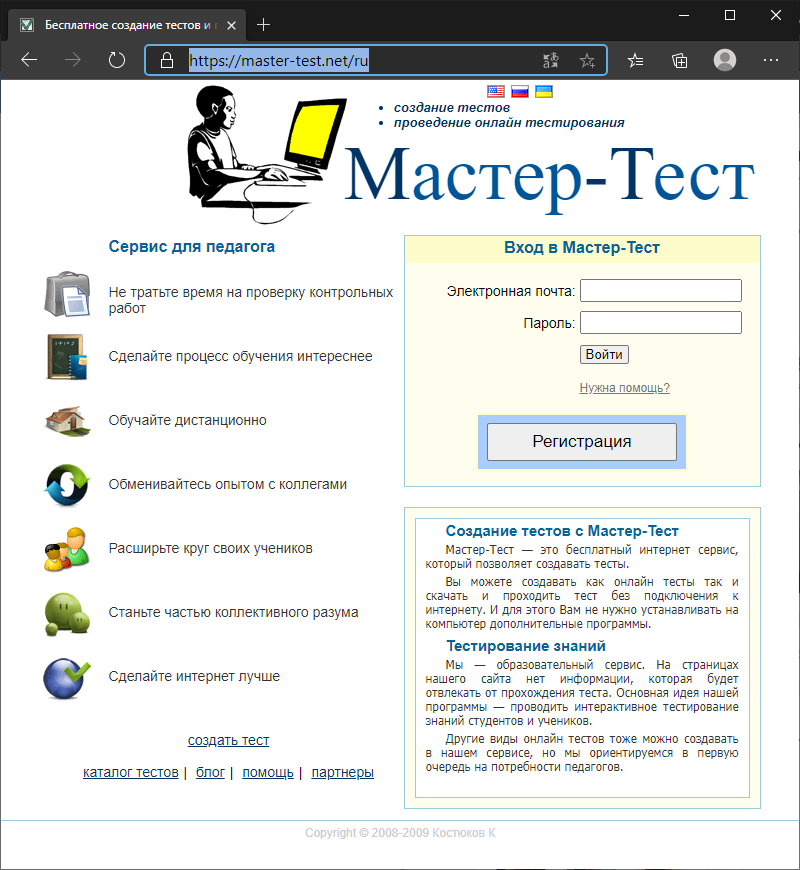 Бесплатное создание тестов и п
https://master-test.net/ru
создание тестов
проведение онлайн тестирования
Мастер-Тест
Сервис для педагога
Не тратьте время на проверку контрольных
работ
Сделайте процесс обучения интереснее
Обучайте дистанционно
Обменивайтесь опытом с коллегами
Расширьте круг своих учеников
Станьте частью коллективного разума
Сделайте интернет лучше
создать тест
каталог тестов | блог | помощь | партнеры
Вход в Мастер-Тест
Электронная почта:
Пароль:
Войти
Нужна помощь?
Регистрация
Создание тестов с Мастер-Тест
Мастер-Тест — это бесплатный интернет сервис,
который позволяет создавать тесты.
Вы можете создавать как онлайн тесты так и
скачать и проходить тест без подключения к
интернету. И для этого Вам не нужно устанавливать на
компьютер дополнительные программы.
Тестирование знаний
Мы — образовательный сервис. На страницах
нашего сайта нет информации, которая будет
отвлекать от прохождения теста. Основная идея нашей
программы — проводить интерактивное тестирование
знаний студентов и учеников.
Другие виды онлайн тестов тоже можно создавать
в нашем сервисе, но мы ориентируемся в первую
очередь на потребности педагогов.
Copyright © 2008-2009 Костюков К